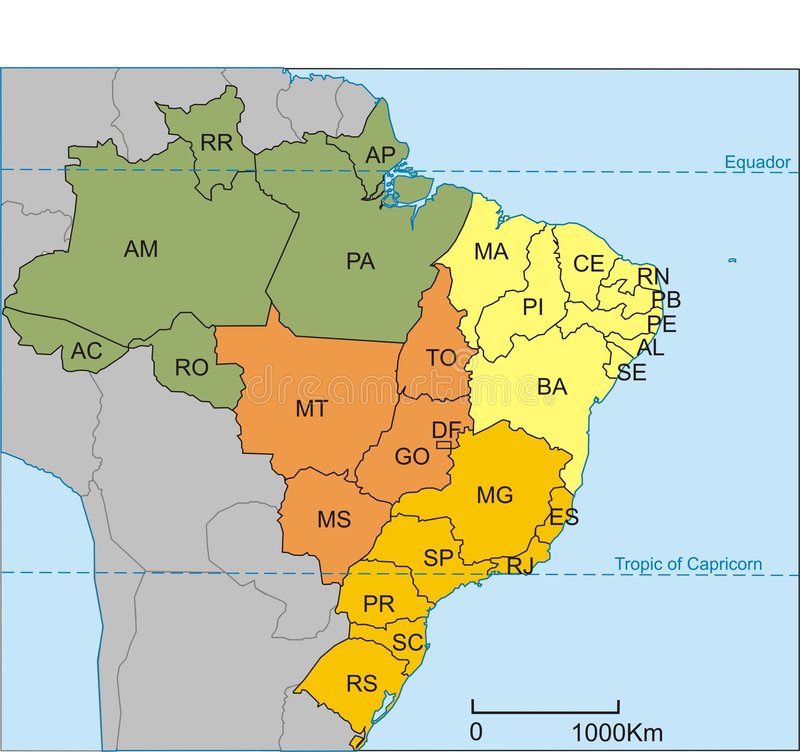 Equador
Tropic of Capricorn
RN
PB
PE
AL
SE
CE
PI
MA
BA
ES
RJ
MG
TO
DF
GO
SP
SC
PR
RS
AP
PA
MT
MS
RR
AM
RO
AC
0
1000Km
dreamstime